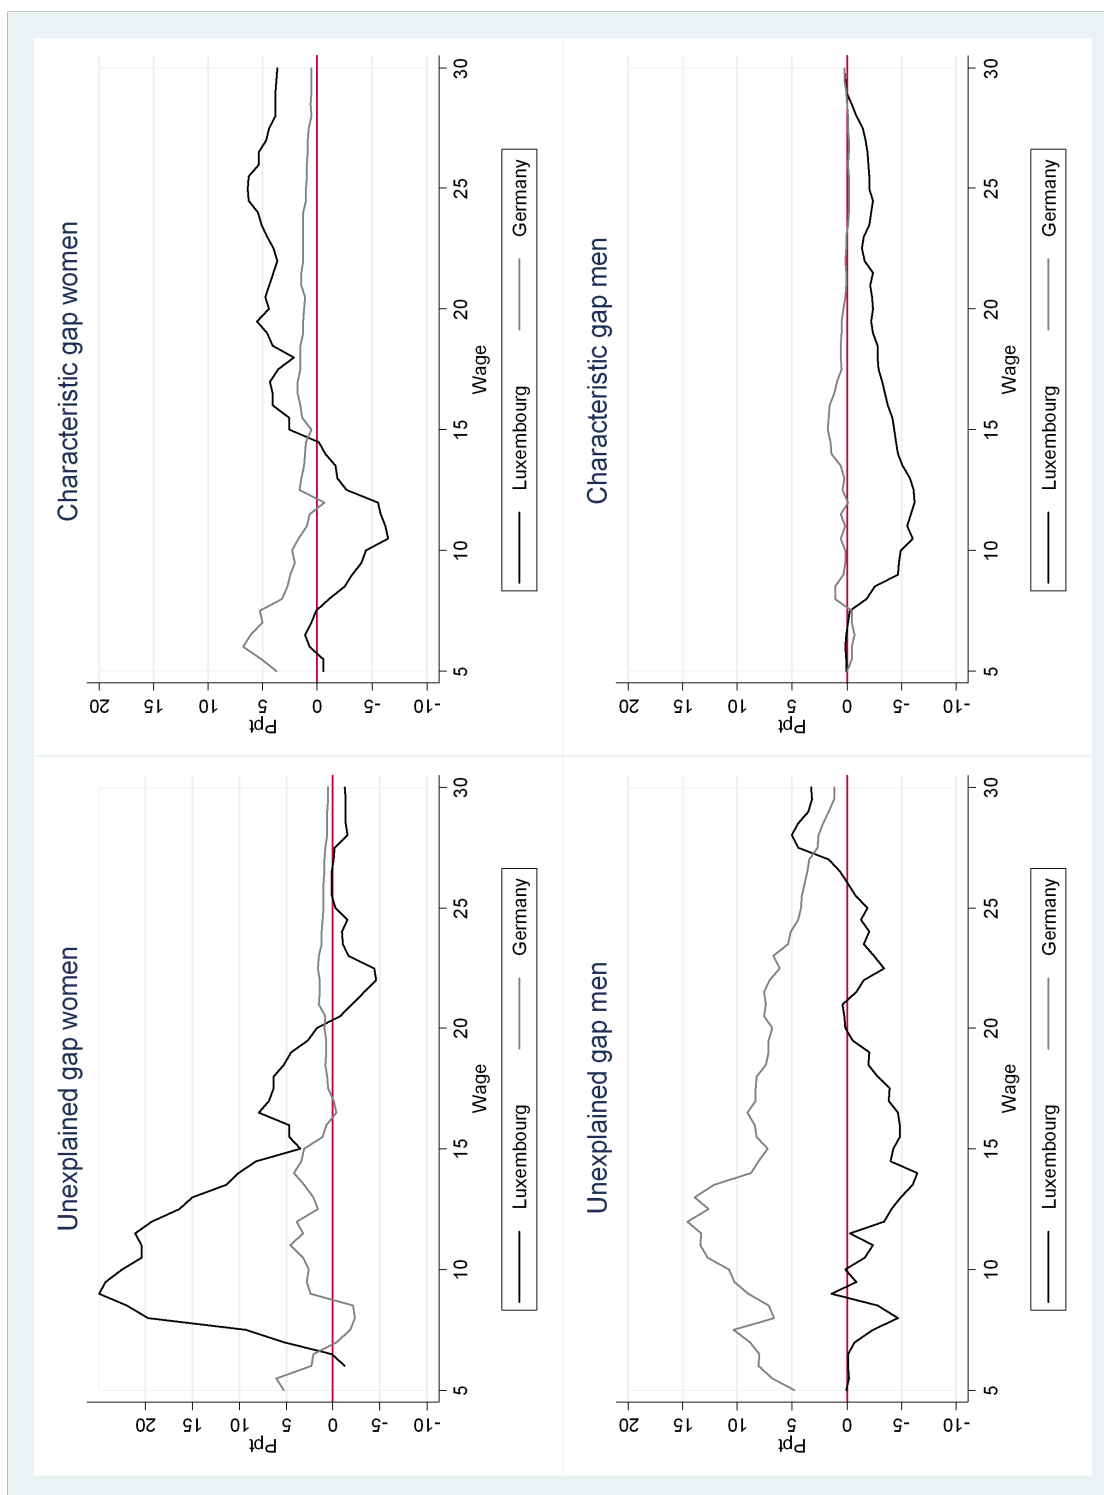 Unexplained gap women
Ppt
20
15
10
5
0
-5
-10
5 10 15 20 25 30
Wage
Luxembourg Germany
Characteristic gap women
Ppt
20
15
10
5
0
-5
-10
5 10 15 20 25 30
Wage
Luxembourg Germany
Unexplained gap men
Ppt
20
15
10
5
0
-5
-10
5 10 15 20 25 30
Wage
Luxembourg Germany
Characteristic gap men
Ppt
20
15
10
5
0
-5
-10
5 10 15 20 25 30
Wage
Luxembourg Germany